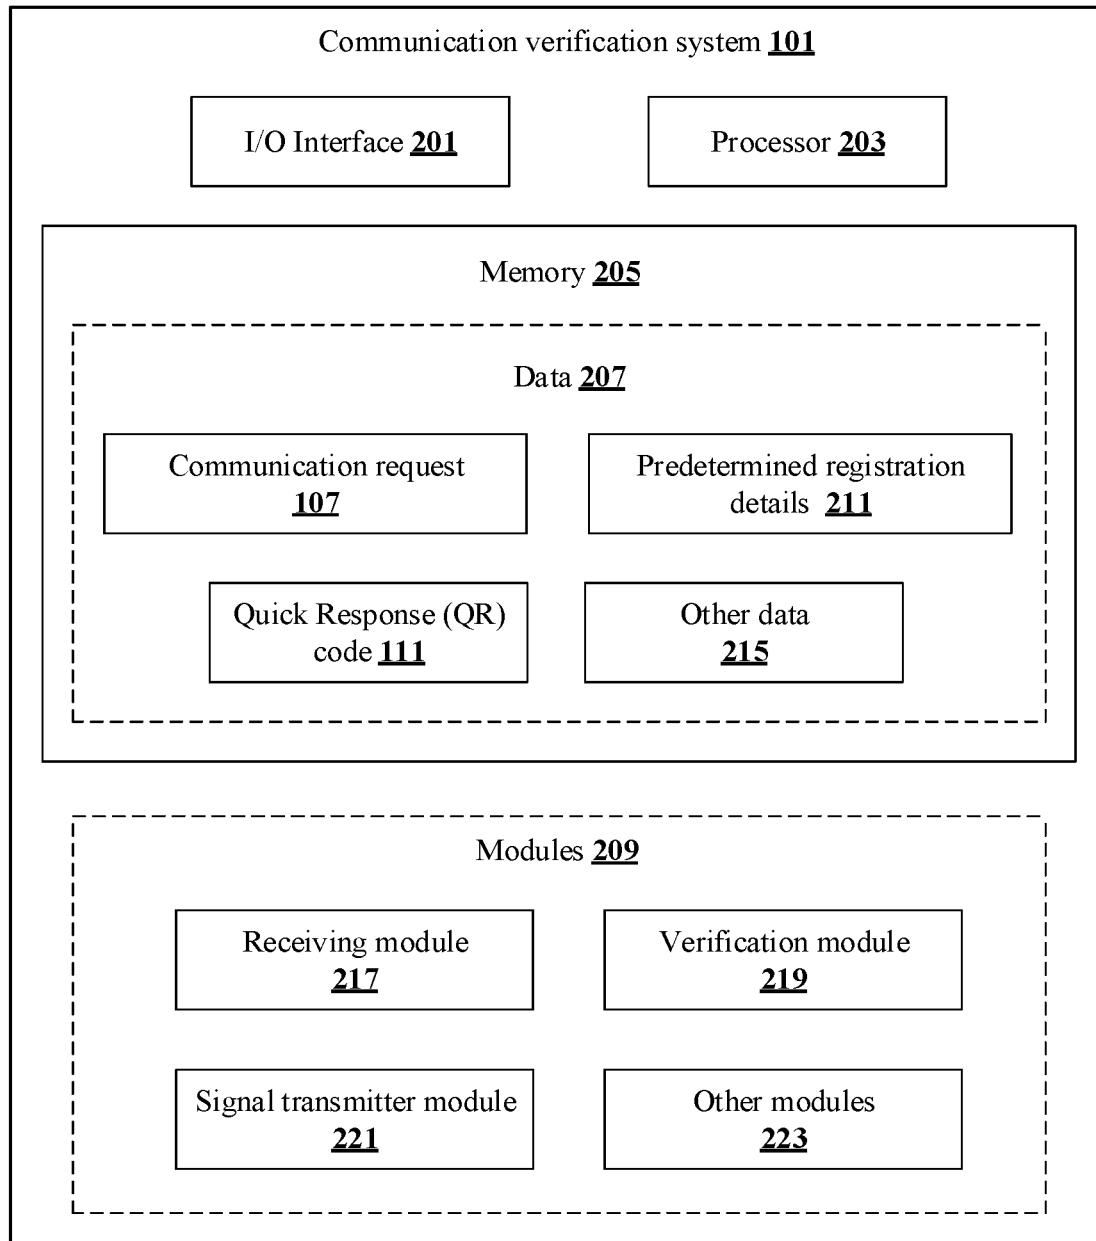 Communication verification system 101
I/O Interface 201
Processor 203
Memory 205
Data 207
Communication request
107
Predetermined registration
details 211
Quick Response (QR)
code 111
Other data
215
Modules 209
Receiving module
217
Verification module
219
Signal transmitter module
221
Other modules
223